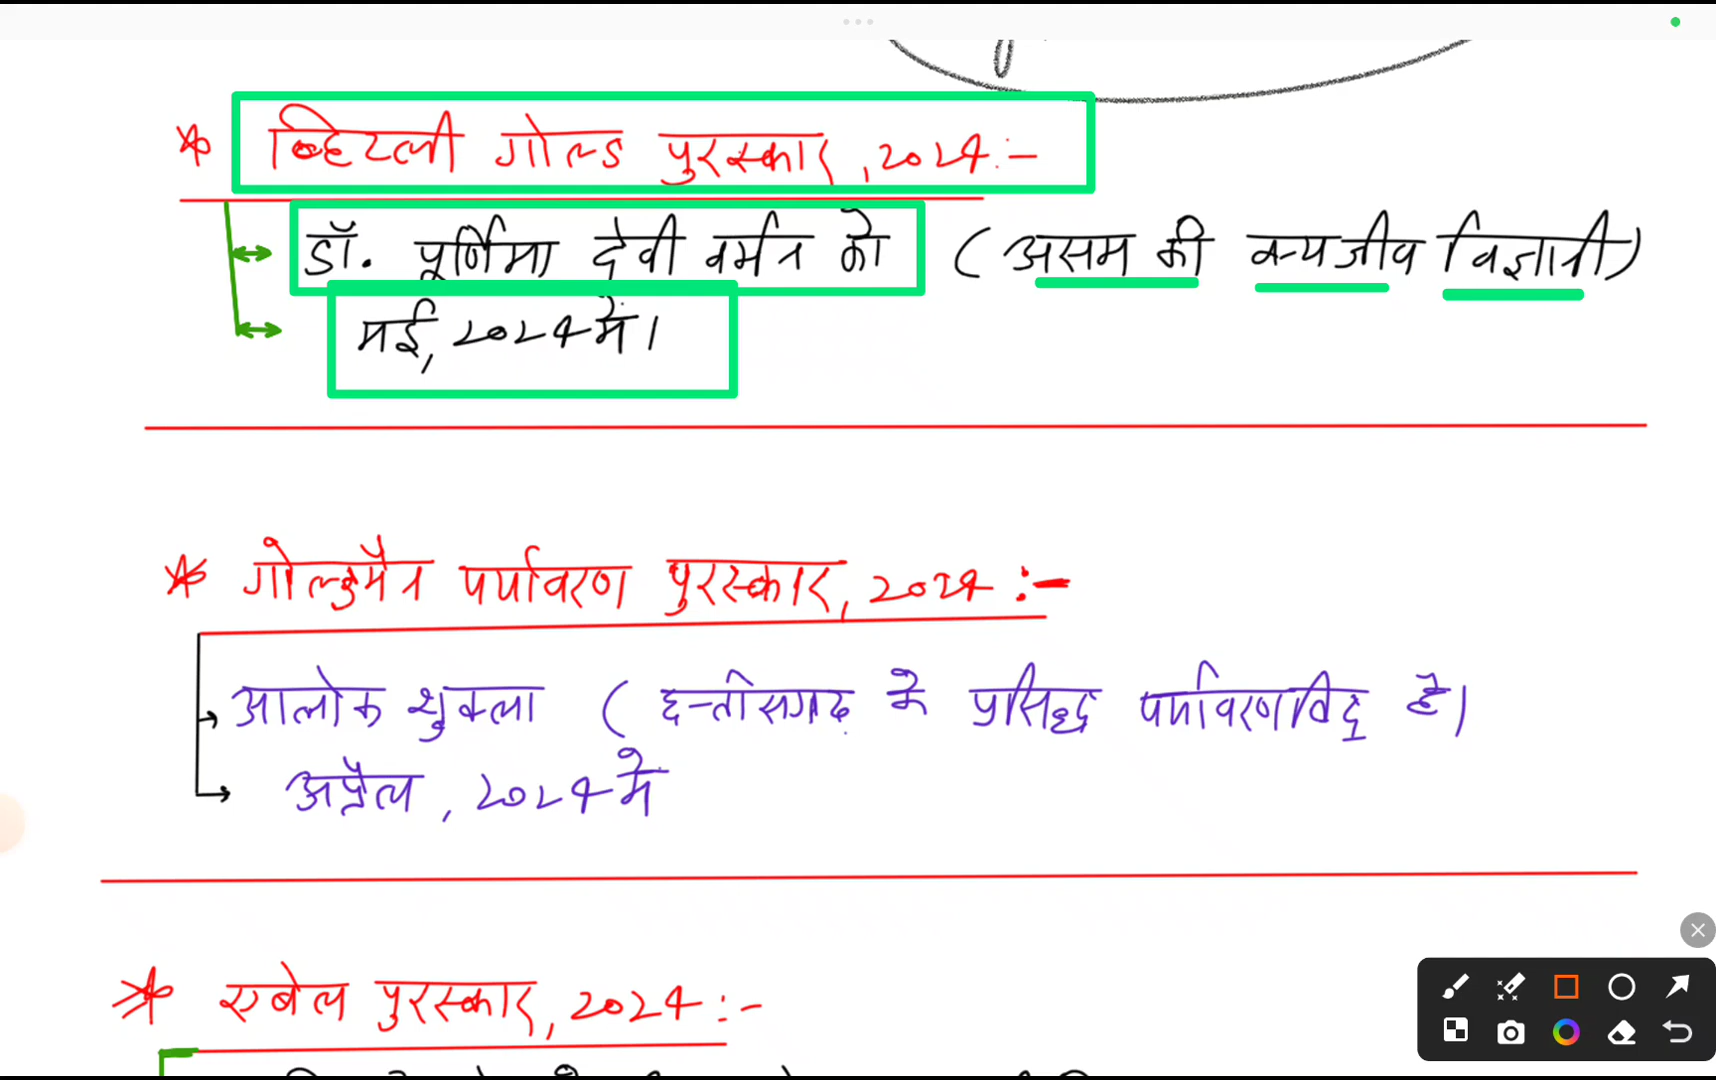 * व्हिटली गोल्ड पुरस्कार, 2024 :-
डॉ. पूर्णिमा देवी बर्मन को (असम की वन्यजीव विज्ञानी)
मई, 2024 में।
* गोल्डमैन पर्यावरण पुरस्कार, 2024 :-
आलोक शुक्ला (छत्तीसगढ़ के प्रसिद्ध पर्यावरणविद् है।
अप्रैल, 2024 में
* एबेल पुरस्कार, 2024 :-